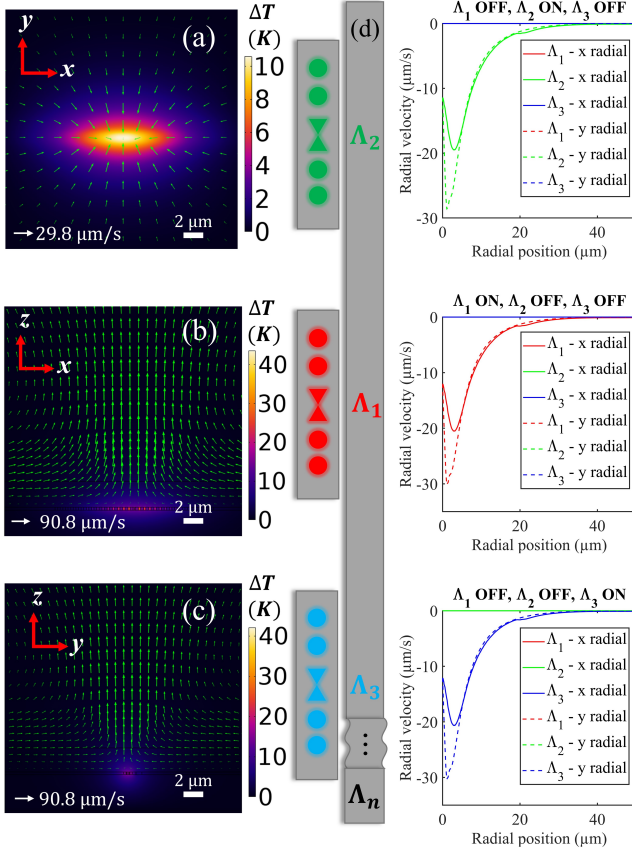 (a)
y
x
29.8 μm/s
2 μm
ΔT
(K)
10
8
6
4
2
0
(b)
z
x
90.8 μm/s
2 μm
ΔT
(K)
40
30
20
10
0
(c)
z
y
90.8 μm/s
2 μm
ΔT
(K)
40
35
30
25
20
15
10
5
0
(d)
Λ2
Λ1
Λ3
⋮
Λn
Λ1 OFF, Λ2 ON, Λ3 OFF
Radial velocity (μm/s)
0
-10
-20
-30
Λ1 - x radial
Λ2 - x radial
Λ3 - x radial
Λ1 - y radial
Λ2 - y radial
Λ3 - y radial
0 20 40
Radial position (μm)
Λ1 ON, Λ2 OFF, Λ3 OFF
Radial velocity (μm/s)
0
-10
-20
-30
Λ1 - x radial
Λ2 - x radial
Λ3 - x radial
Λ1 - y radial
Λ2 - y radial
Λ3 - y radial
0 20 40
Radial position (μm)
Λ1 OFF, Λ2 OFF, Λ3 ON
Radial velocity (μm/s)
0
-10
-20
-30
Λ1 - x radial
Λ2 - x radial
Λ3 - x radial
Λ1 - y radial
Λ2 - y radial
Λ3 - y radial
0 20 40
Radial position (μm)